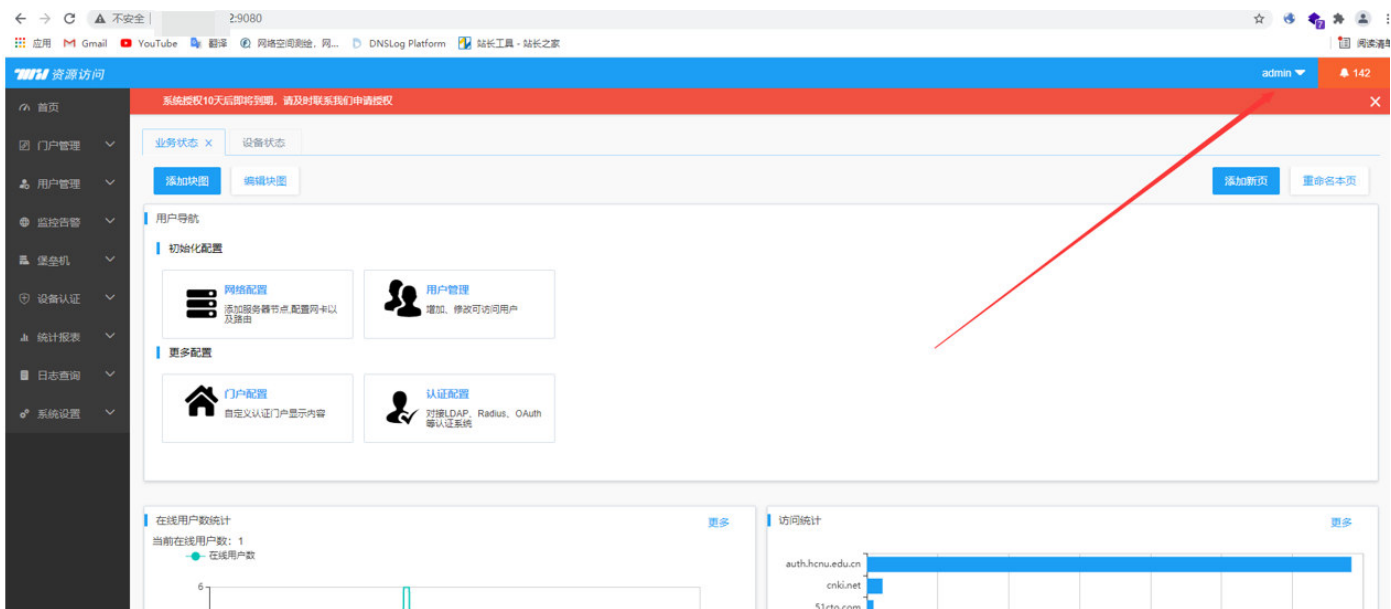 不安全 2:9080
应用 Gmail YouTube 翻译 网络空间测绘，网... DNSLog Platform 站长工具 - 站长之家 阅读清单
资源访问 admin 142
首页
系统授权10天后即将到期，请及时联系我们申请授权
门户管理
业务状态 × 设备状态
用户管理
添加块图 编辑块图 添加新页 重命名本页
监控告警
用户导航
初始化配置
堡垒机
网络配置 用户管理
设备认证
添加服务器节点,配置网卡以 增加、修改可访问用户
及路由
统计报表
更多配置
日志查询
门户配置 认证配置
系统设置
自定义认证门户显示内容 对接LDAP、Radius、OAuth
等认证系统
在线用户数统计 更多 访问统计 更多
当前在线用户数：1
在线用户数
auth.hcnu.edu.cn
6 cnki.net
51cto.com